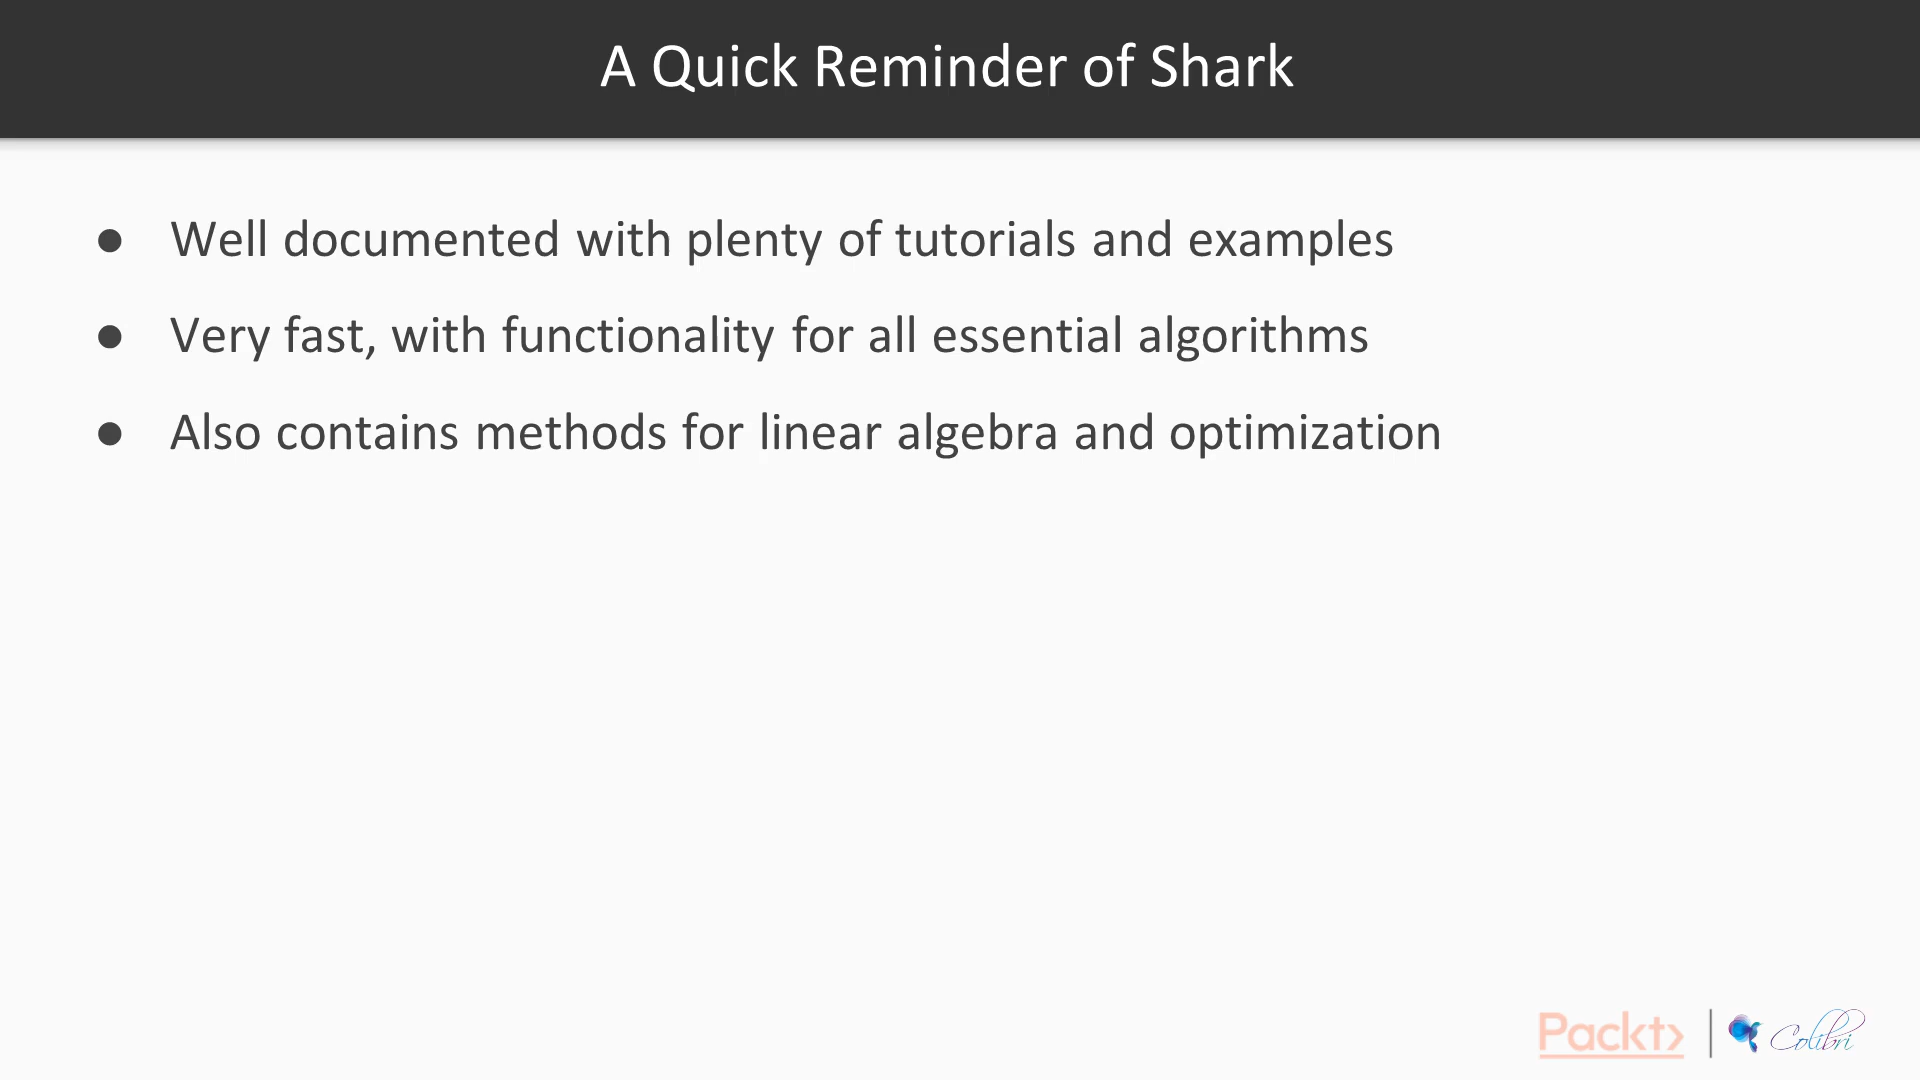 A Quick Reminder of Shark
● Well documented with plenty of tutorials and examples
● Very fast, with functionality for all essential algorithms
● Also contains methods for linear algebra and optimization
Packt> | Colibri